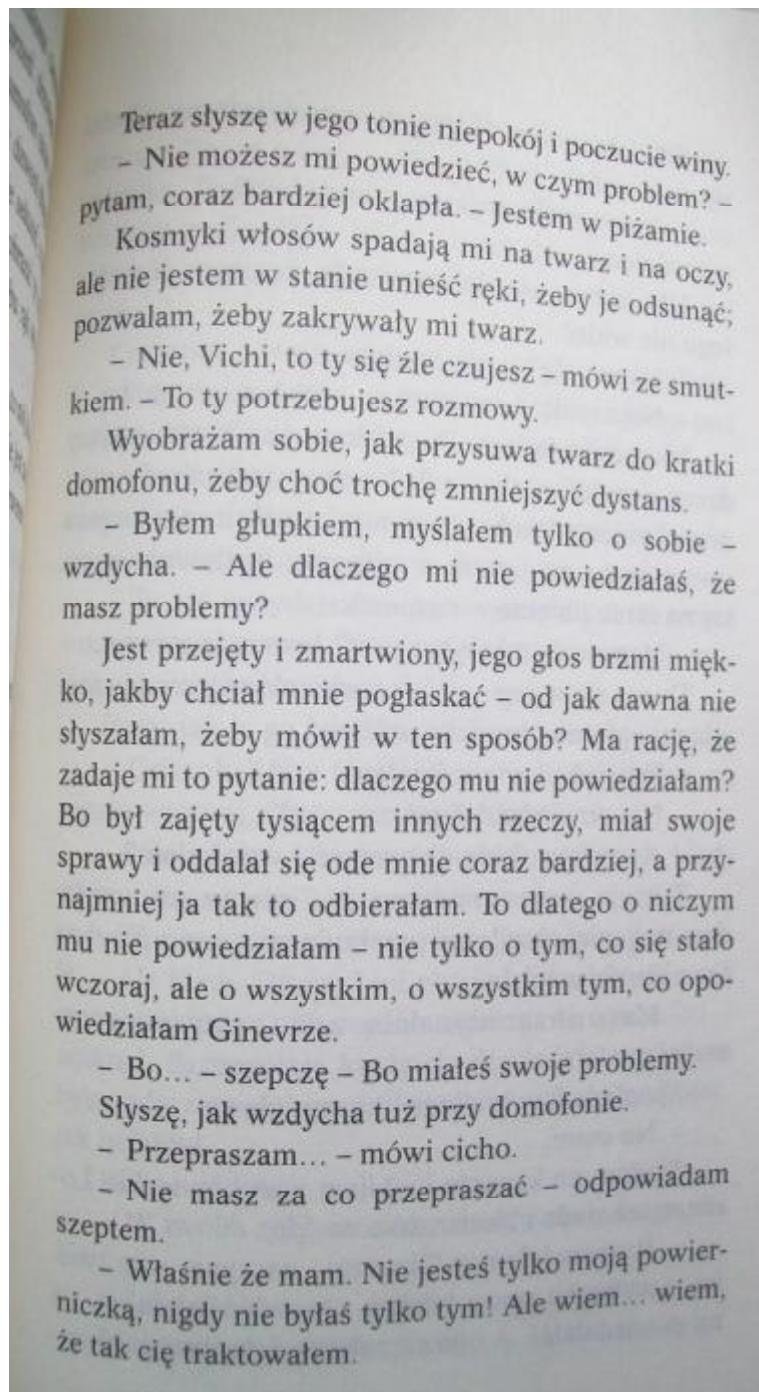 Teraz słyszę w jego tonie niepokój i poczucie winy.
– Nie możesz mi powiedzieć, w czym problem? –
pytam, coraz bardziej oklapła. – Jestem w piżamie.
Kosmyki włosów spadają mi na twarz i na oczy,
ale nie jestem w stanie unieść ręki, żeby je odsunąć;
pozwalam, żeby zakrywały mi twarz.
– Nie, Vichi, to ty się źle czujesz – mówi ze smut-
kiem. – To ty potrzebujesz rozmowy.
Wyobrażam sobie, jak przysuwa twarz do kratki
domofonu, żeby choć trochę zmniejszyć dystans.
– Byłem głupkiem, myślałem tylko o sobie –
wzdycha. – Ale dlaczego mi nie powiedziałaś, że
masz problemy?
Jest przejęty i zmartwiony, jego głos brzmi mięk-
ko, jakby chciał mnie pogłaskać – od jak dawna nie
słyszałam, żeby mówił w ten sposób? Ma rację, że
zadaje mi to pytanie: dlaczego mu nie powiedziałam?
Bo był zajęty tysiącem innych rzeczy, miał swoje
sprawy i oddalał się ode mnie coraz bardziej, a przy-
najmniej ja tak to odbierałam. To dlatego o niczym
mu nie powiedziałam – nie tylko o tym, co się stało
wczoraj, ale o wszystkim, o wszystkim tym, co opo-
wiedziałam Ginevrze.
– Bo... – szepczę – Bo miałeś swoje problemy.
Słyszę, jak wzdycha tuż przy domofonie.
– Przepraszam... – mówi cicho.
– Nie masz za co przepraszać – odpowiadam
szeptem.
– Właśnie że mam. Nie jesteś tylko moją powier-
niczką, nigdy nie byłaś tylko tym! Ale wiem... wiem,
że tak cię traktowałem.